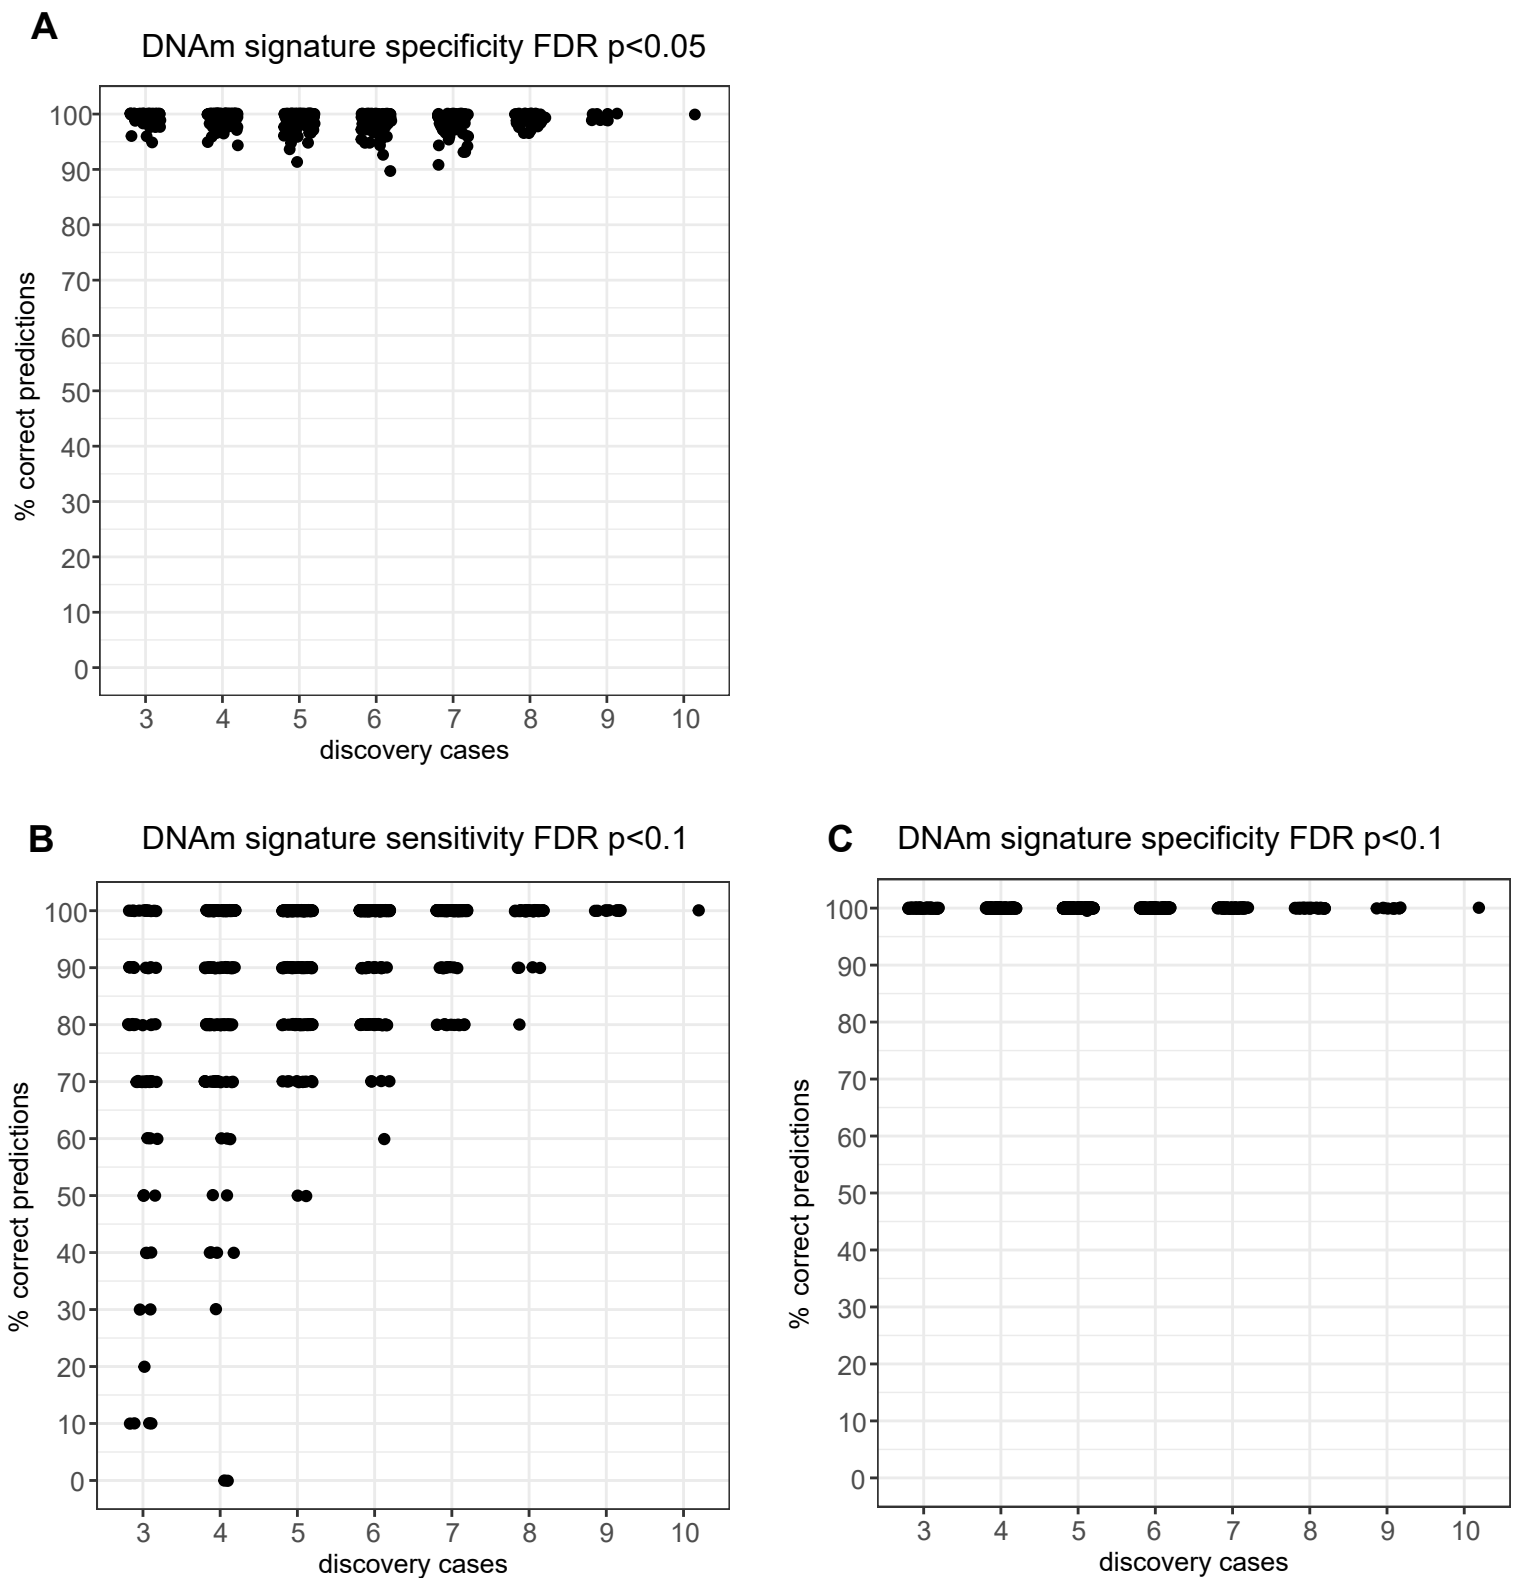 A
DNAm signature specificity FDR p<0.05
% correct predictions
100
90
80
70
60
50
40
30
20
10
0
3 4 5 6 7 8 9 10
discovery cases
B
DNAm signature sensitivity FDR p<0.1
% correct predictions
100
90
80
70
60
50
40
30
20
10
0
3 4 5 6 7 8 9 10
discovery cases
C
DNAm signature specificity FDR p<0.1
% correct predictions
100
90
80
70
60
50
40
30
20
10
0
3 4 5 6 7 8 9 10
discovery cases